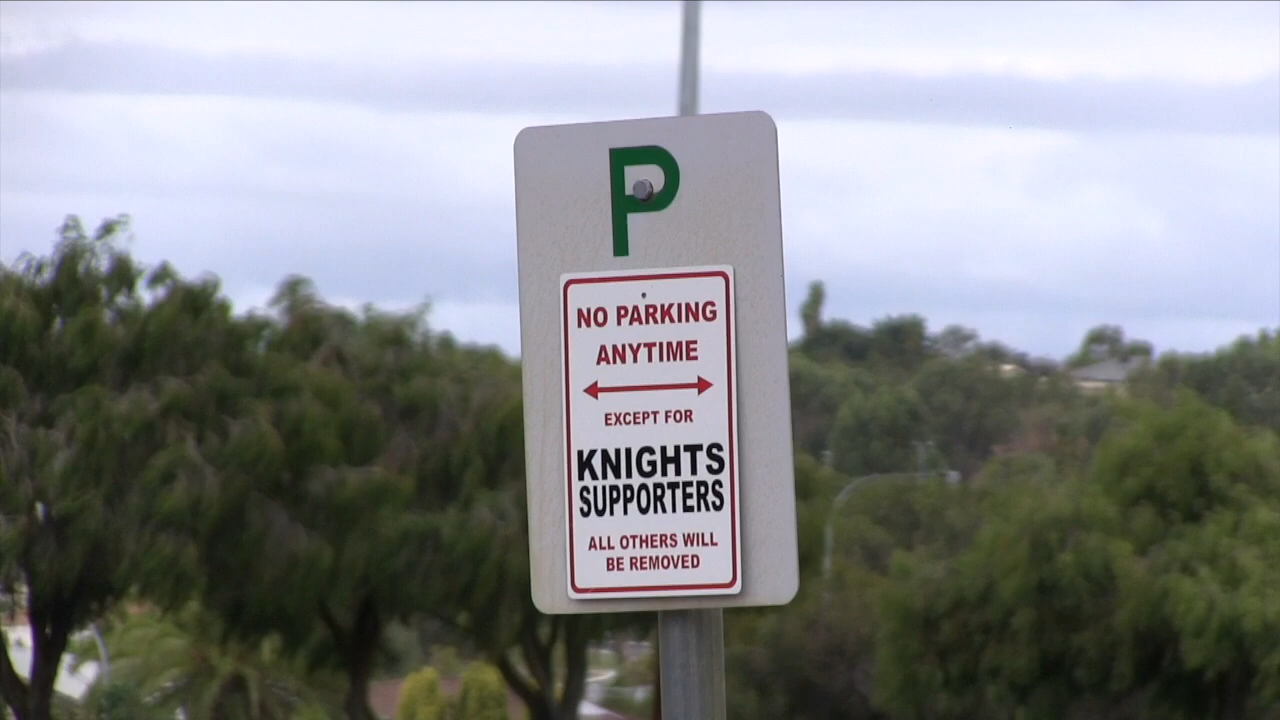 P
NO PARKING
ANYTIME
EXCEPT FOR
KNIGHTS
SUPPORTERS
ALL OTHERS WILL
BE REMOVED